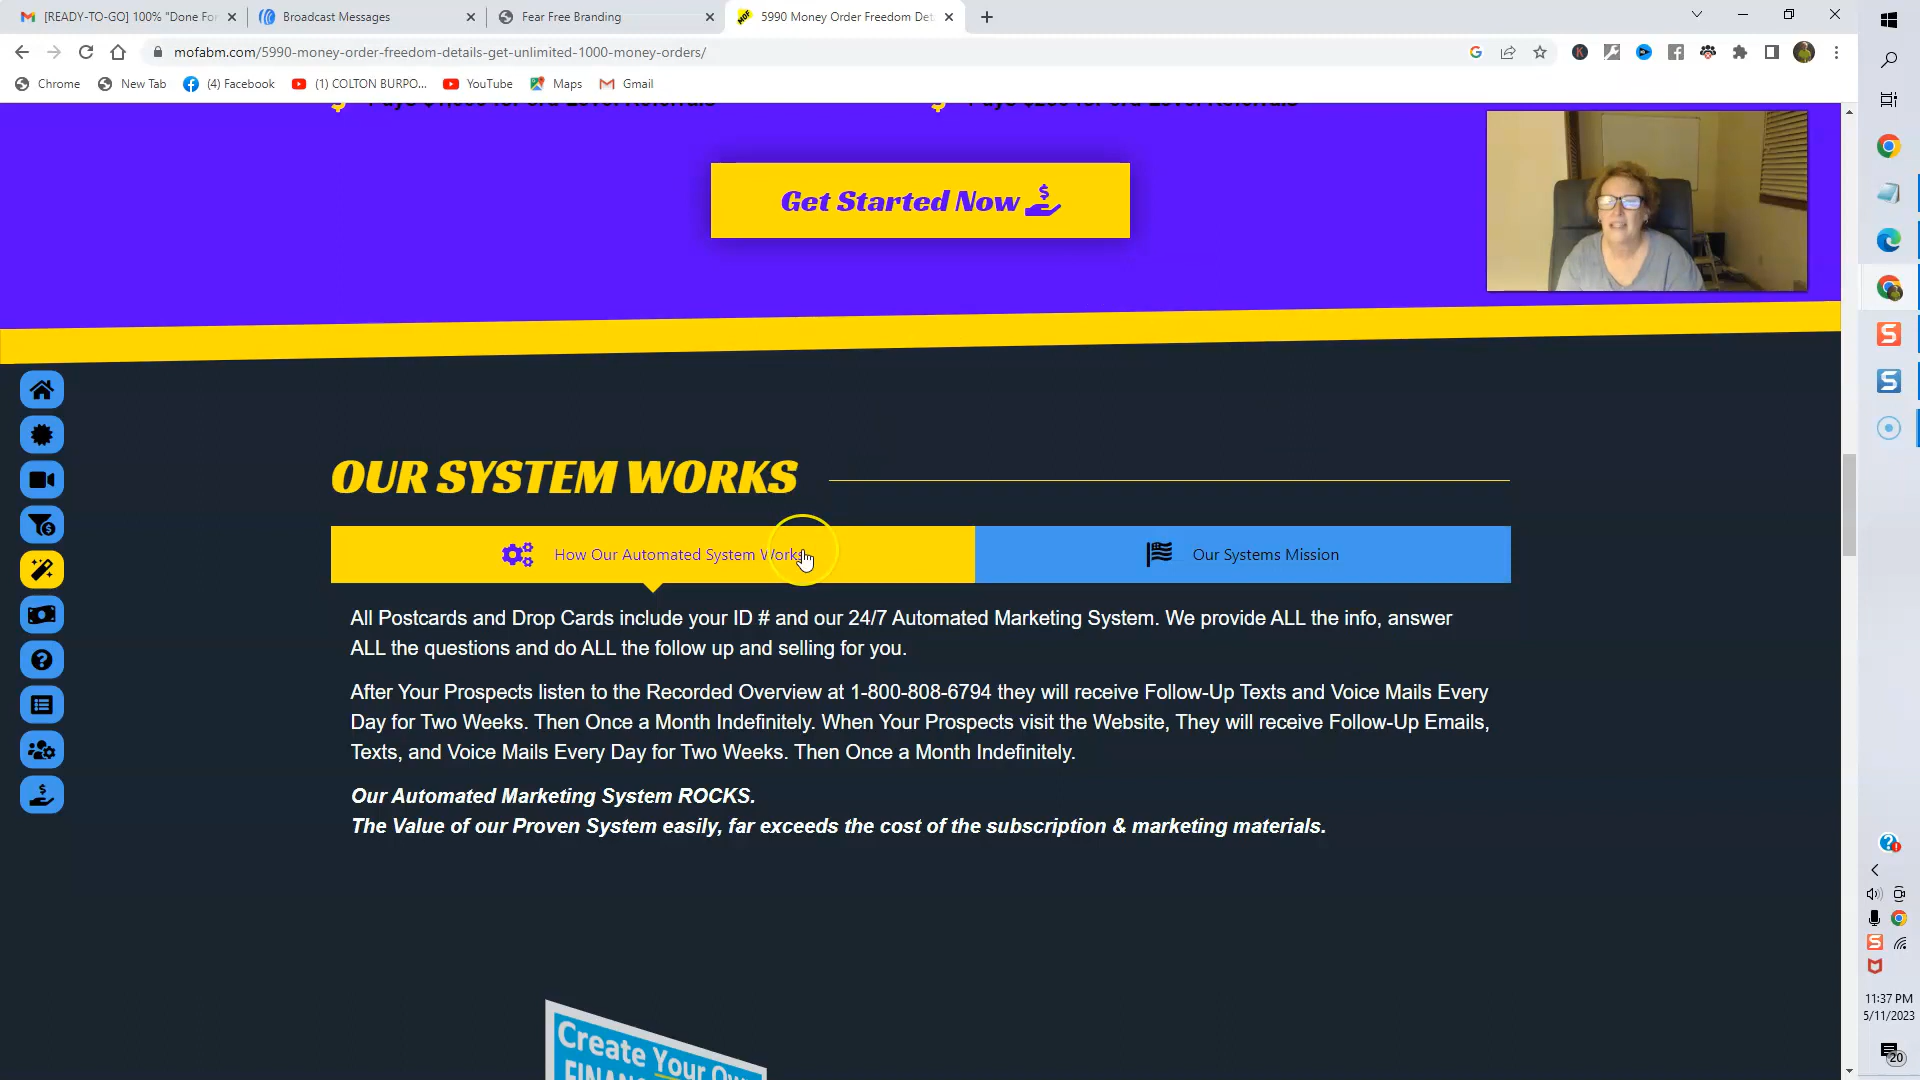 [READY-TO-GO] 100% "Done For
Broadcast Messages
Fear Free Branding
5990 Money Order Freedom Det
mofabm.com/5990-money-order-freedom-details-get-unlimited-1000-money-orders/
Chrome
New Tab
(4) Facebook
(1) COLTON BURPO...
YouTube
Maps
Gmail
Get Started Now
OUR SYSTEM WORKS
How Our Automated System Works
Our Systems Mission
All Postcards and Drop Cards include your ID # and our 24/7 Automated Marketing System. We provide ALL the info, answer
ALL the questions and do ALL the follow up and selling for you.
After Your Prospects listen to the Recorded Overview at 1-800-808-6794 they will receive Follow-Up Texts and Voice Mails Every
Day for Two Weeks. Then Once a Month Indefinitely. When Your Prospects visit the Website, They will receive Follow-Up Emails,
Texts, and Voice Mails Every Day for Two Weeks. Then Once a Month Indefinitely.
Our Automated Marketing System ROCKS.
The Value of our Proven System easily, far exceeds the cost of the subscription & marketing materials.
Create Your Ow
11:37 PM
5/11/2023
20